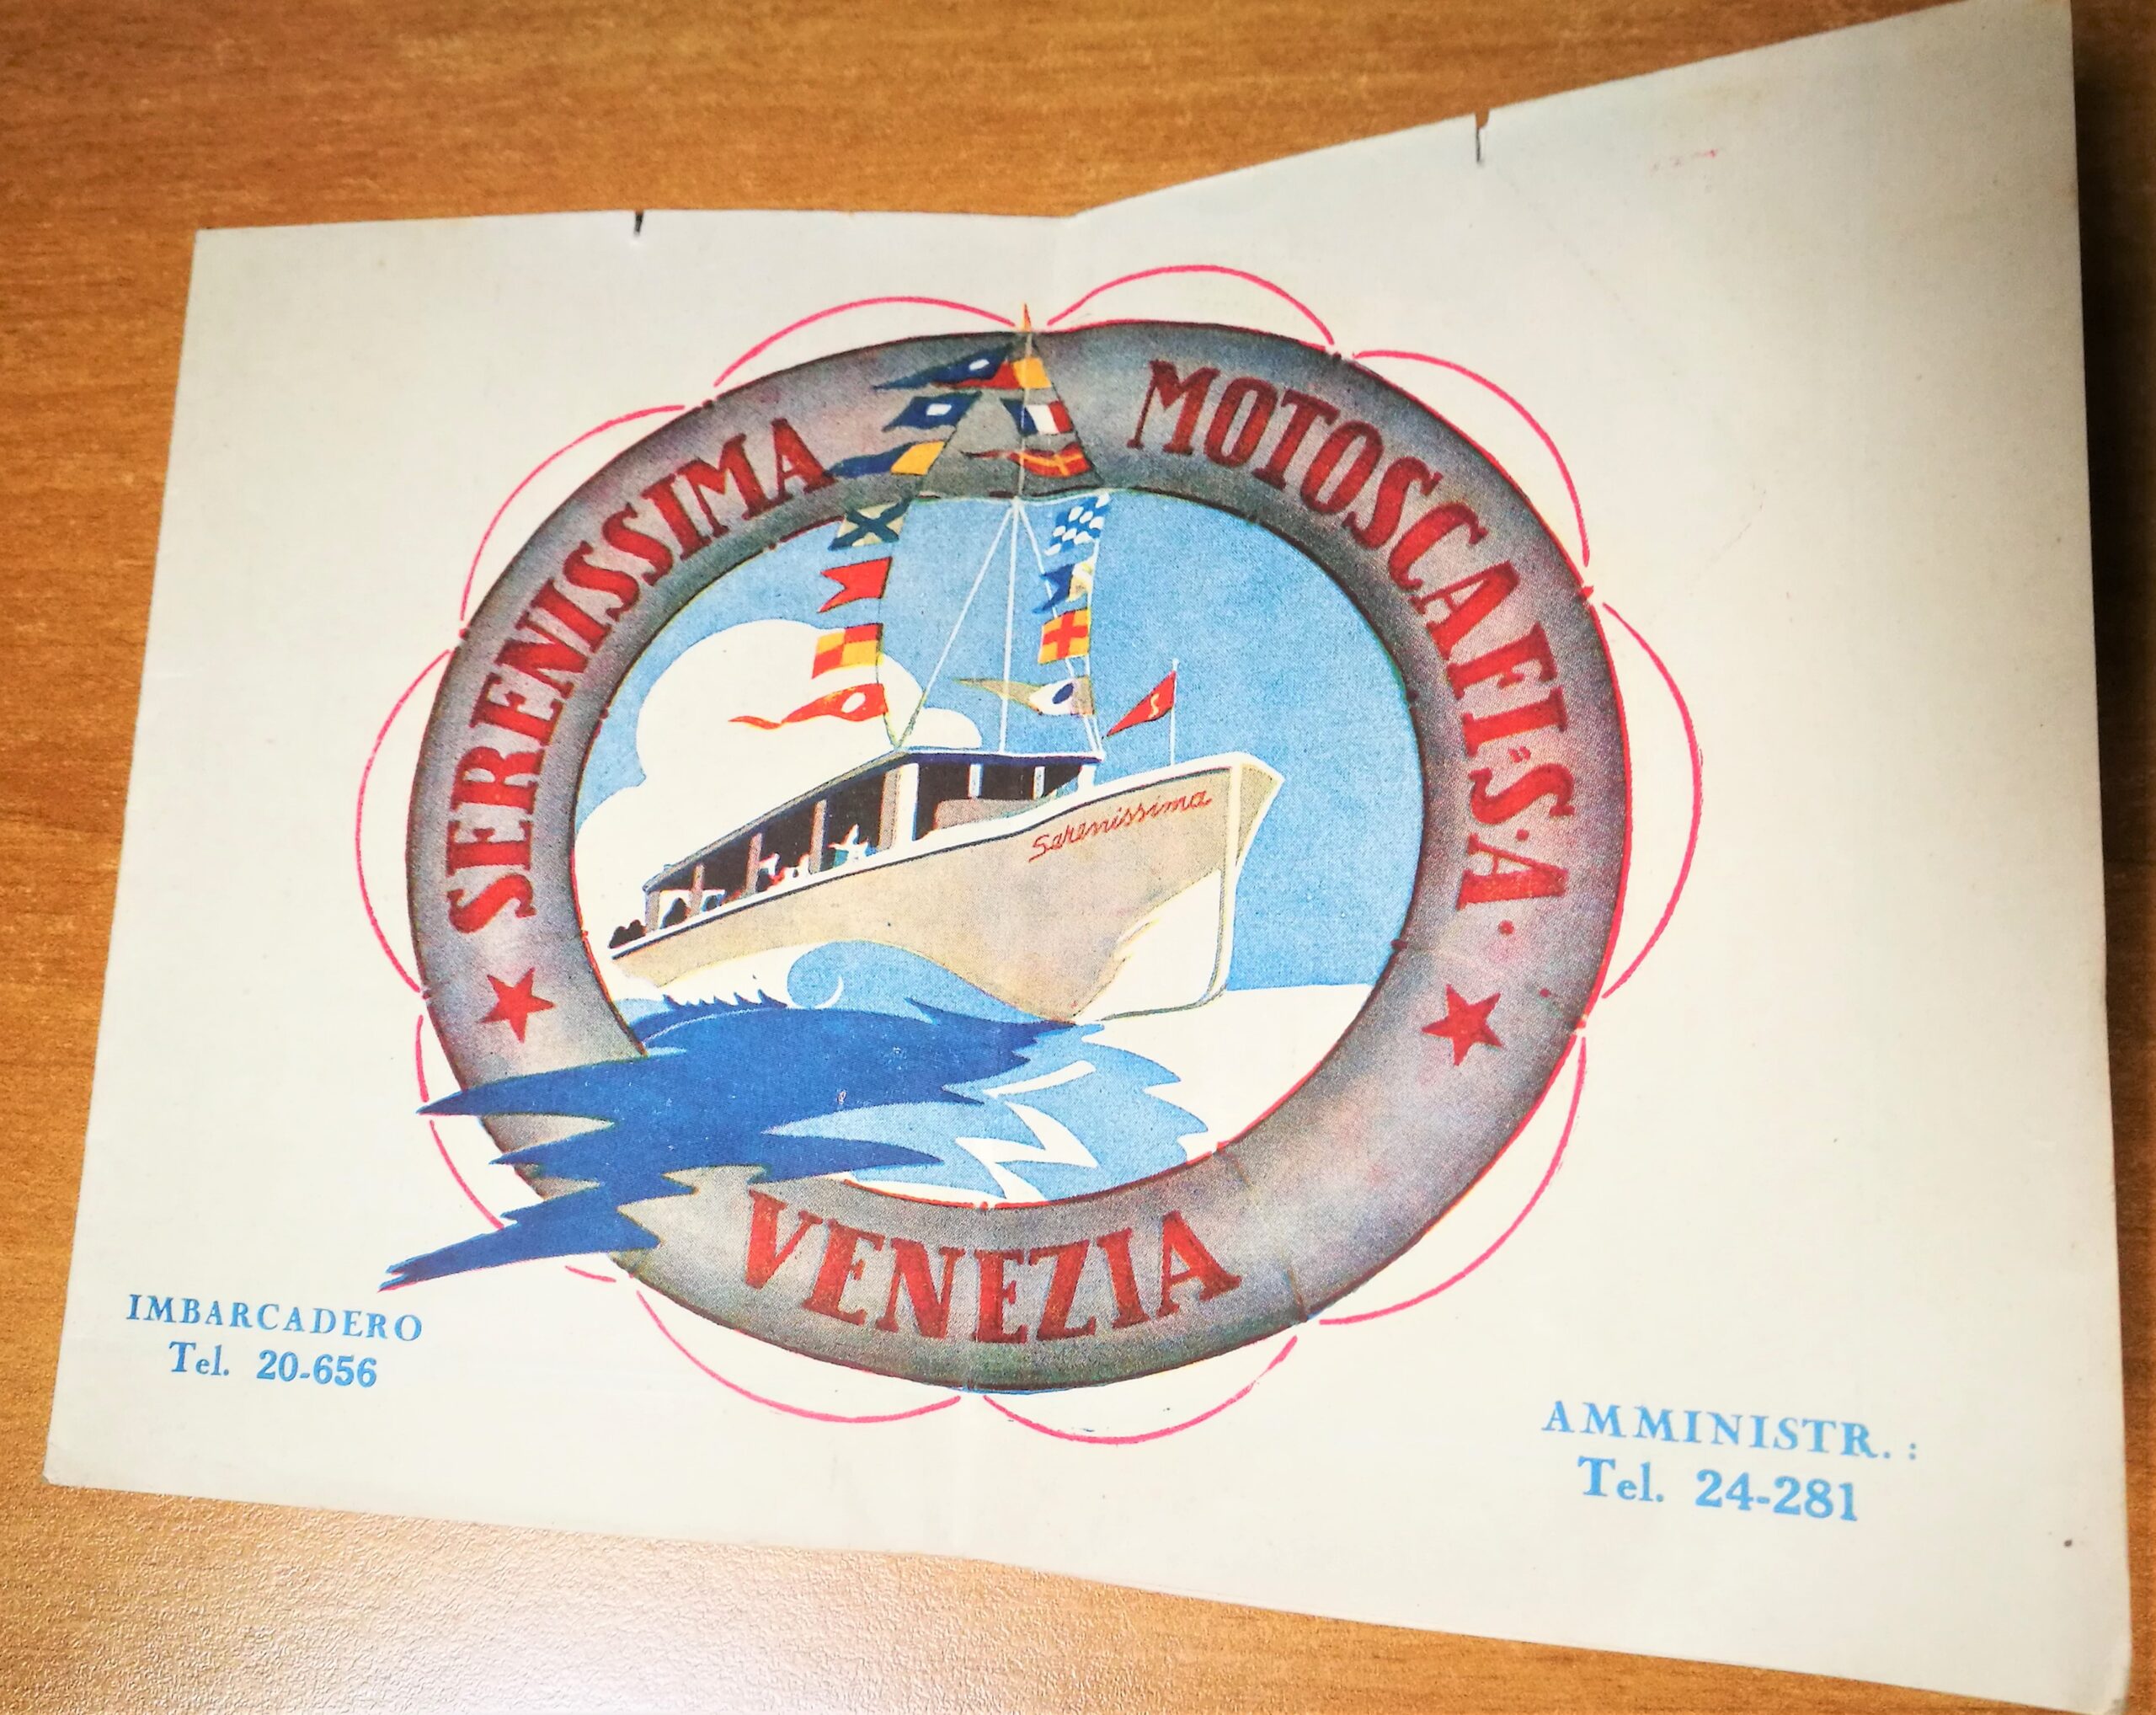 SERENISSIMA
MOTOSCAFI·S·A·
Serenissima
VENEZIA
IMBARCADERO
Tel. 20-656
AMMINISTR. :
Tel. 24-281